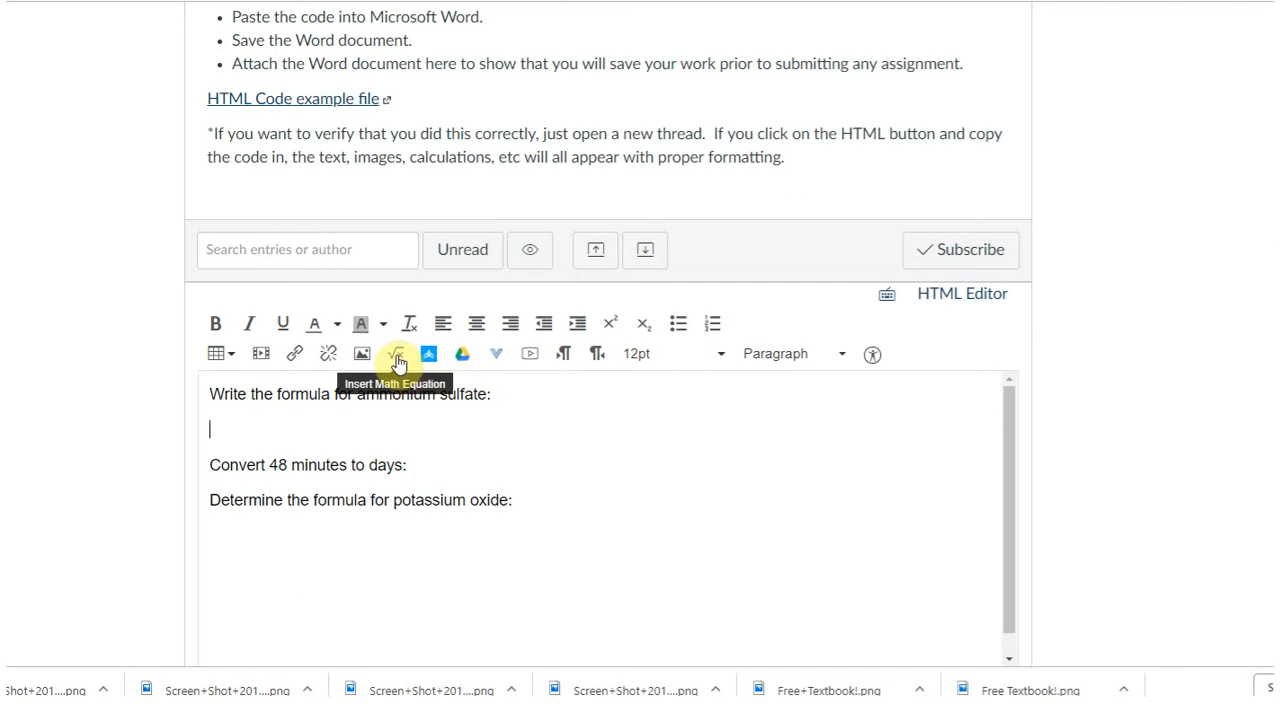 Paste the code into Microsoft Word.
Save the Word document.
Attach the Word document here to show that you will save your work prior to submitting any assignment.
HTML Code example file
*If you want to verify that you did this correctly, just open a new thread. If you click on the HTML button and copy
the code in, the text, images, calculations, etc will all appear with proper formatting.
Search entries or author
Unread
Subscribe
HTML Editor
12pt
Paragraph
Insert Math Equation
Write the formula for ammonium sulfate:
Convert 48 minutes to days:
Determine the formula for potassium oxide:
Shot+201....png
Screen+Shot+201....png
Screen+Shot+201....png
Screen+Shot+201....png
Free+Textbook!.png
Free Textbook!.png
S